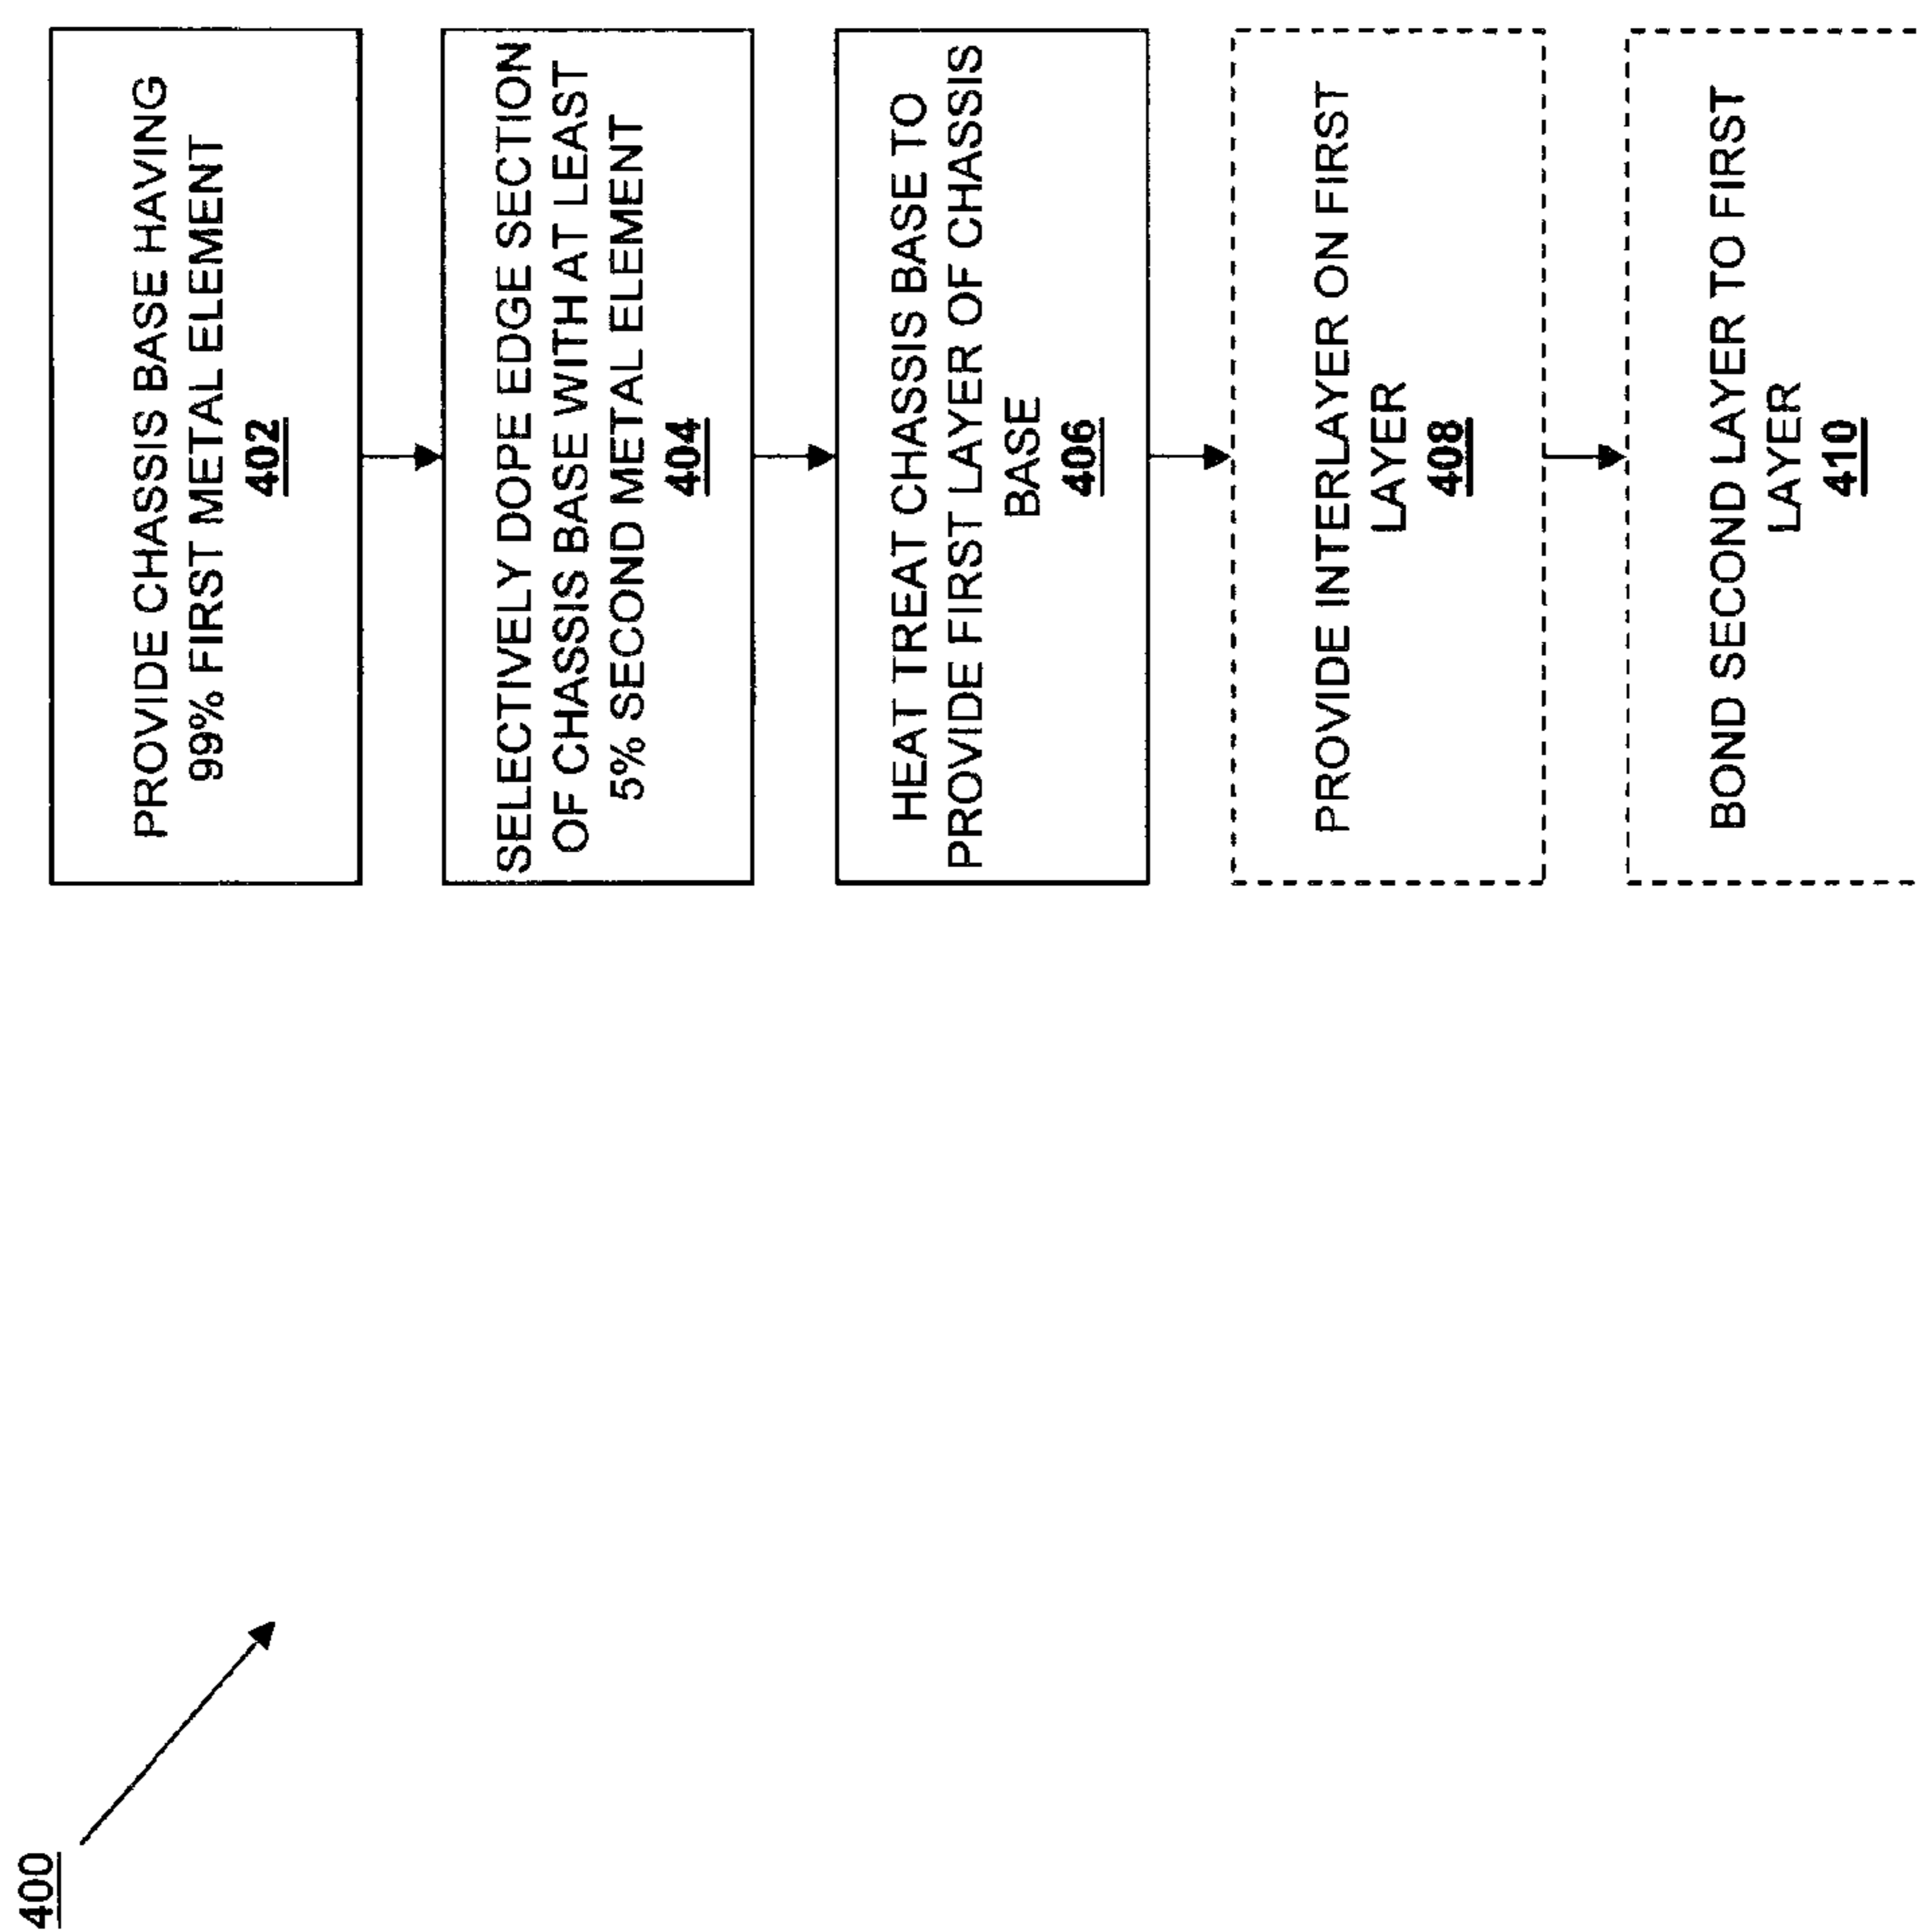 400
PROVIDE CHASSIS BASE HAVING
99% FIRST METAL ELEMENT
402
SELECTIVELY DOPE EDGE SECTION
OF CHASSIS BASE WITH AT LEAST
5% SECOND METAL ELEMENT
404
HEAT TREAT CHASSIS BASE TO
PROVIDE FIRST LAYER OF CHASSIS
BASE
406
PROVIDE INTERLAYER ON FIRST
LAYER
408
BOND SECOND LAYER TO FIRST
LAYER
410